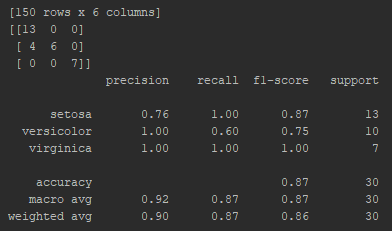 [150 rows x 6 columns]
[[13 0 0]
[ 4 6 0]
[ 0 0 7]]
precision recall f1-score support
setosa 0.76 1.00 0.87 13
versicolor 1.00 0.60 0.75 10
virginica 1.00 1.00 1.00 7
accuracy 0.87 30
macro avg 0.92 0.87 0.87 30
weighted avg 0.90 0.87 0.86 30